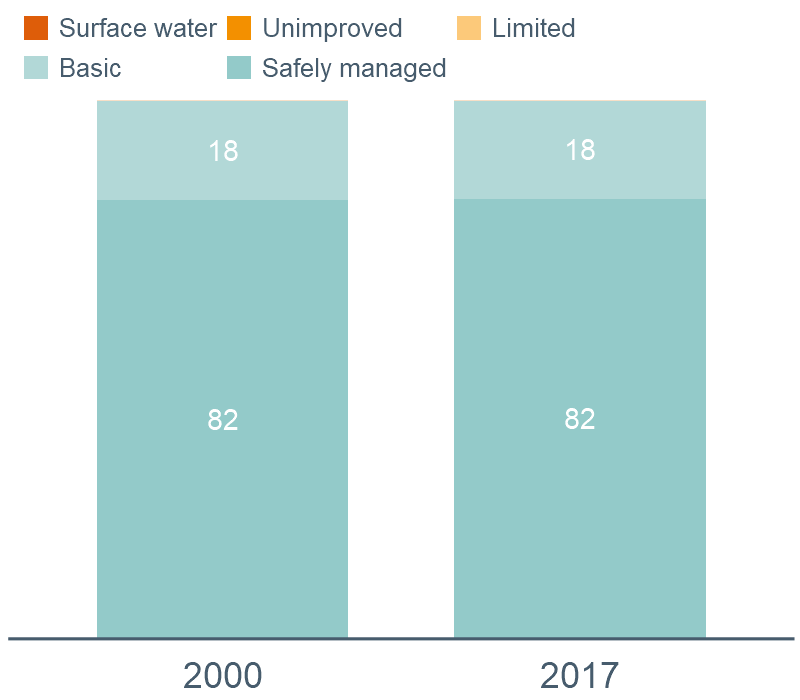 Surface water Unimproved Limited
Basic Safely managed
18 18
82 82
2000 2017